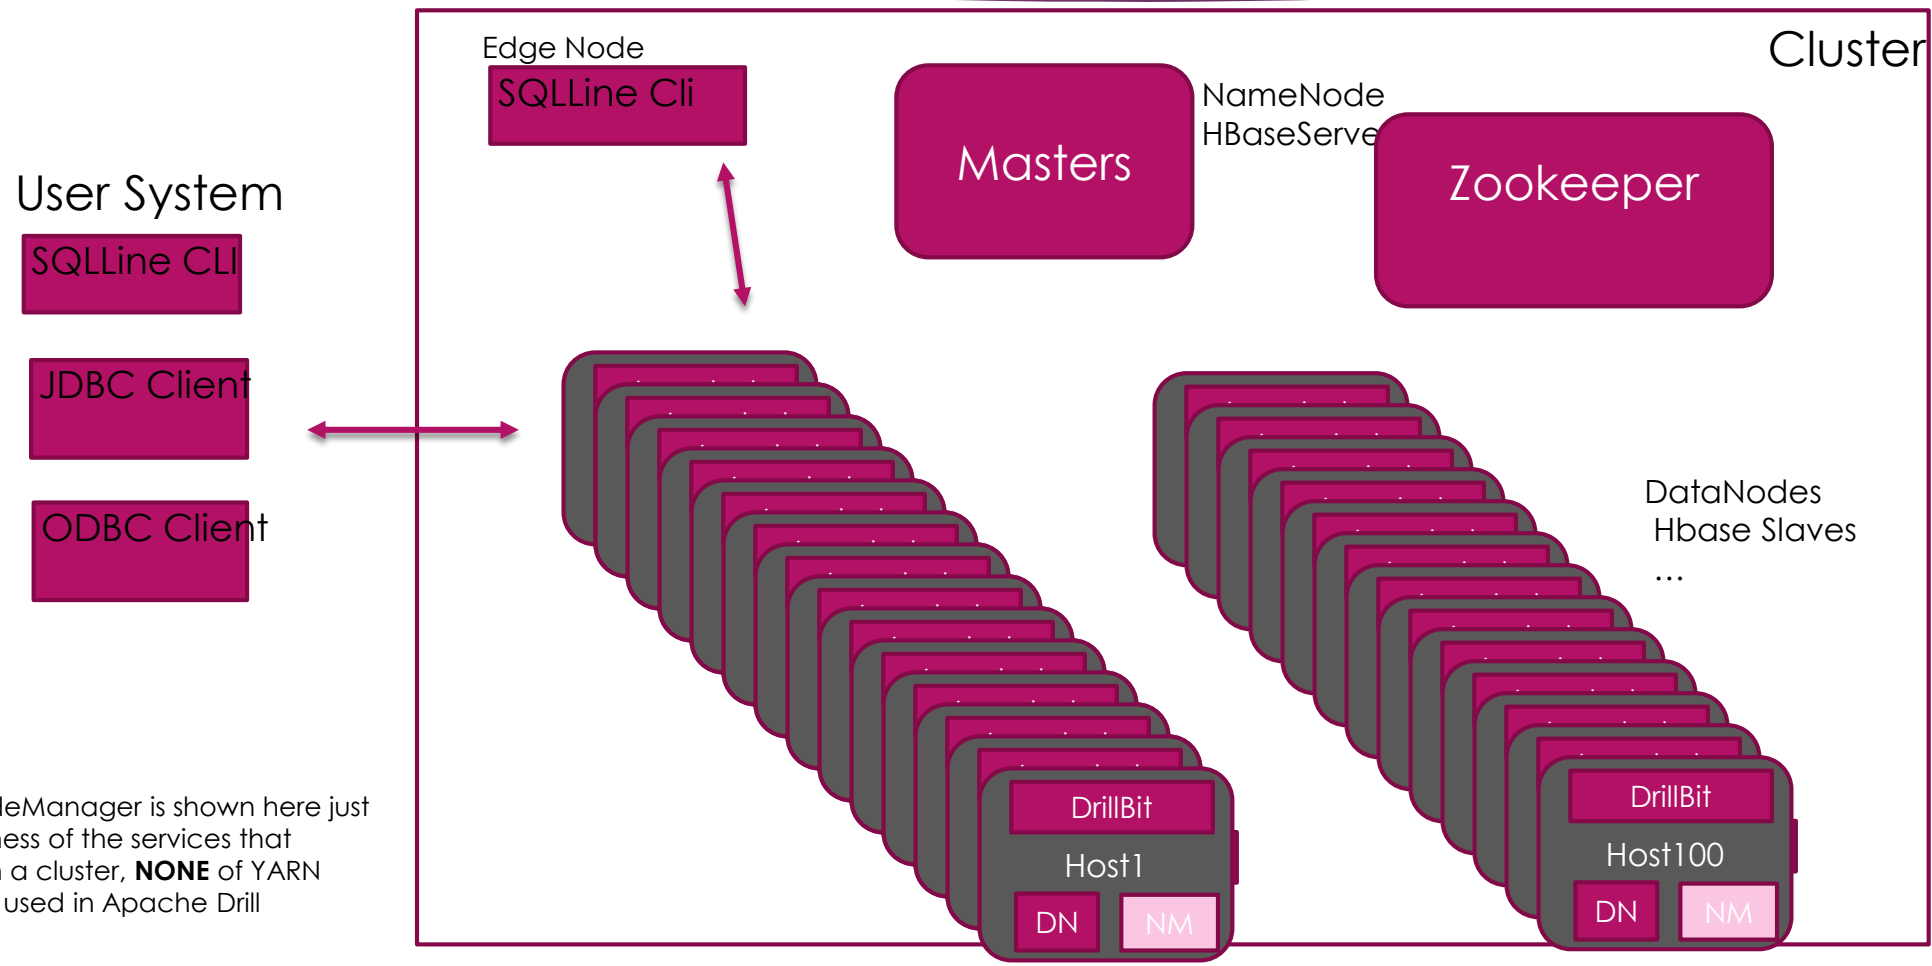 Cluster
Edge Node
SQLLine Cli
Masters
NameNode
HBaseServe
Zookeeper
User System
SQLLine CLI
JDBC Client
ODBC Client
DataNodes
Hbase Slaves
...
DrillBit
Host1
DN
NM
DrillBit
Host100
DN
NM
leManager is shown here just
ness of the services that
a cluster, NONE of YARN
used in Apache Drill